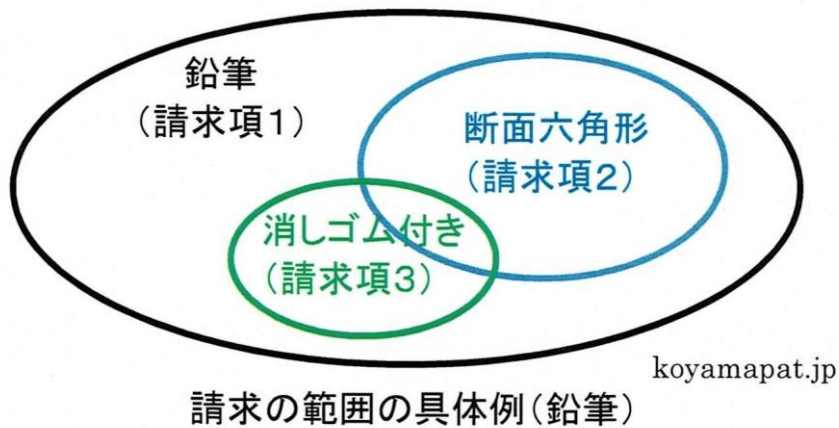 鉛筆
(請求項1)
断面六角形
(請求項2)
消しゴム付き
(請求項3)
koyamapat.jp
請求の範囲の具体例(鉛筆)